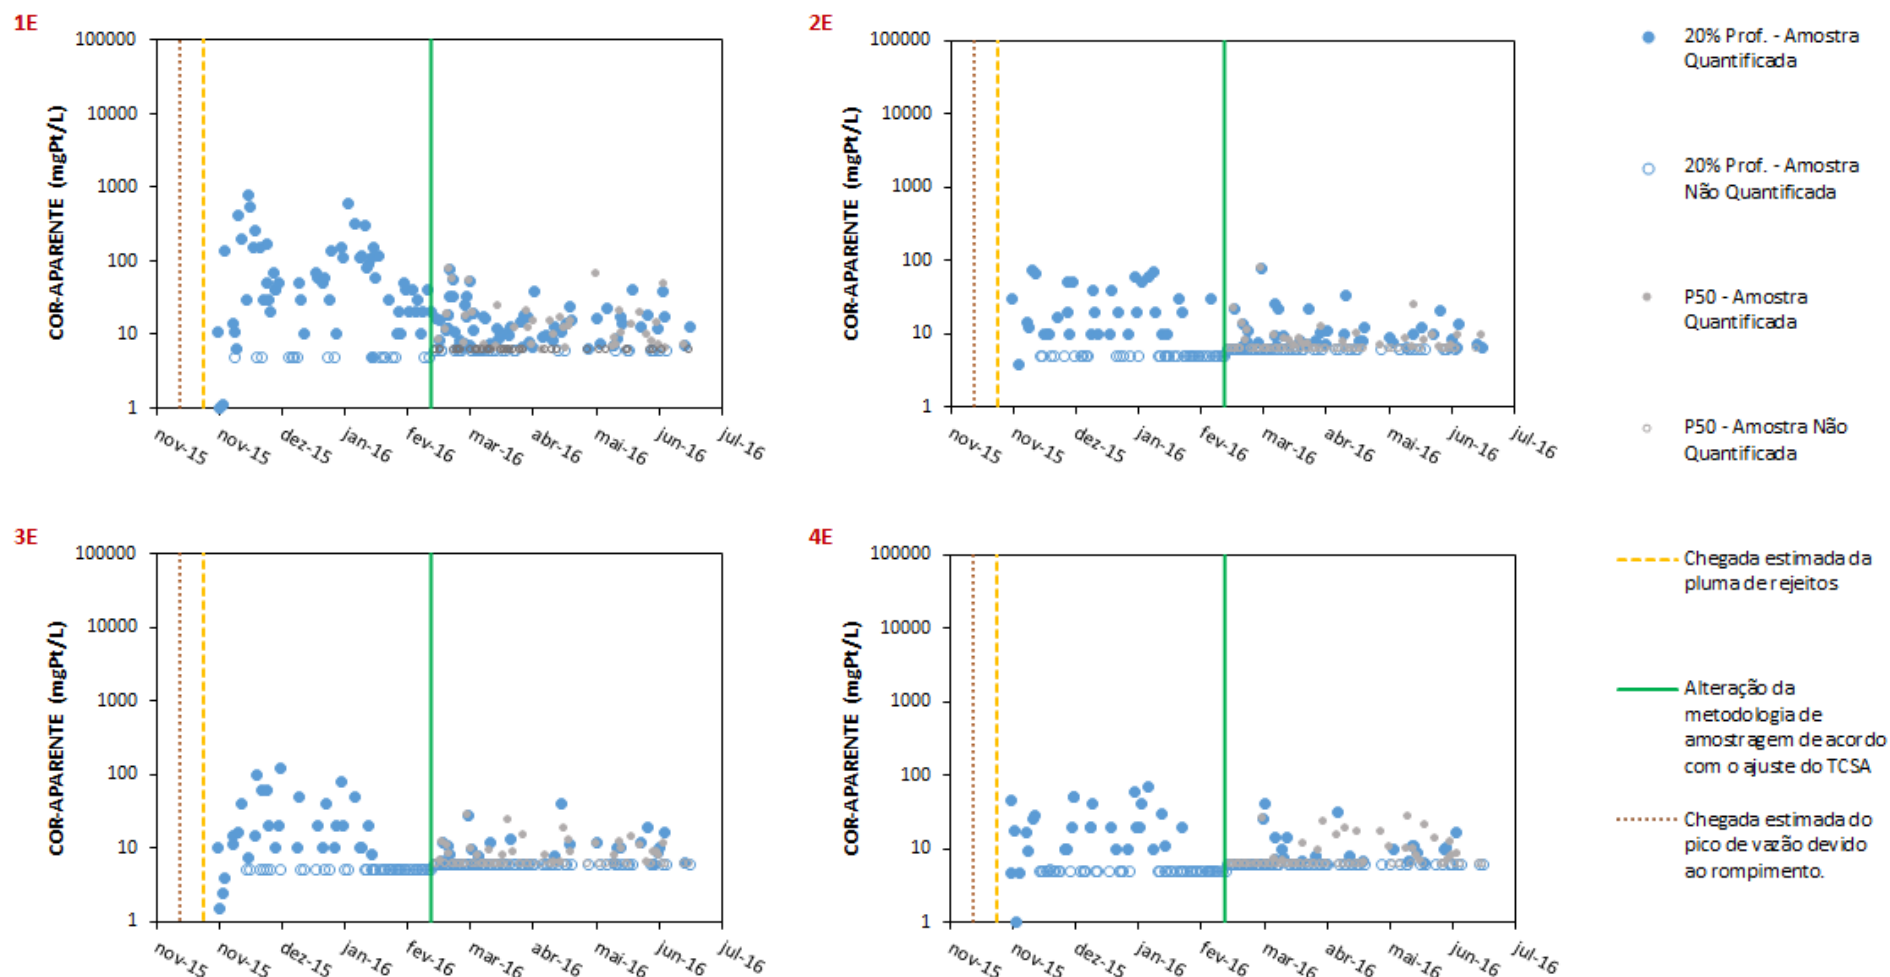 1E
COR-APARENTE (mgPt/L)
100000
10000
1000
100
10
1
nov-15
nov-15
dez-15
jan-16
fev-16
mar-16
abr-16
mai-16
jun-16
jul-16
2E
COR-APARENTE (mgPt/L)
100000
10000
1000
100
10
1
nov-15
nov-15
dez-15
jan-16
fev-16
mar-16
abr-16
mai-16
jun-16
jul-16
3E
COR-APARENTE (mgPt/L)
100000
10000
1000
100
10
1
nov-15
nov-15
dez-15
jan-16
fev-16
mar-16
abr-16
mai-16
jun-16
jul-16
4E
COR-APARENTE (mgPt/L)
100000
10000
1000
100
10
1
nov-15
nov-15
dez-15
jan-16
fev-16
mar-16
abr-16
mai-16
jun-16
jul-16
20% Prof. - Amostra
Quantificada
20% Prof. - Amostra
Não Quantificada
P50 - Amostra
Quantificada
P50 - Amostra Não
Quantificada
Chegada estimada da
pluma de rejeitos
Alteração da
metodologia de
amostragem de acordo
com o ajuste do TCSA
Chegada estimada do
pico de vazão devido
ao rompimento.